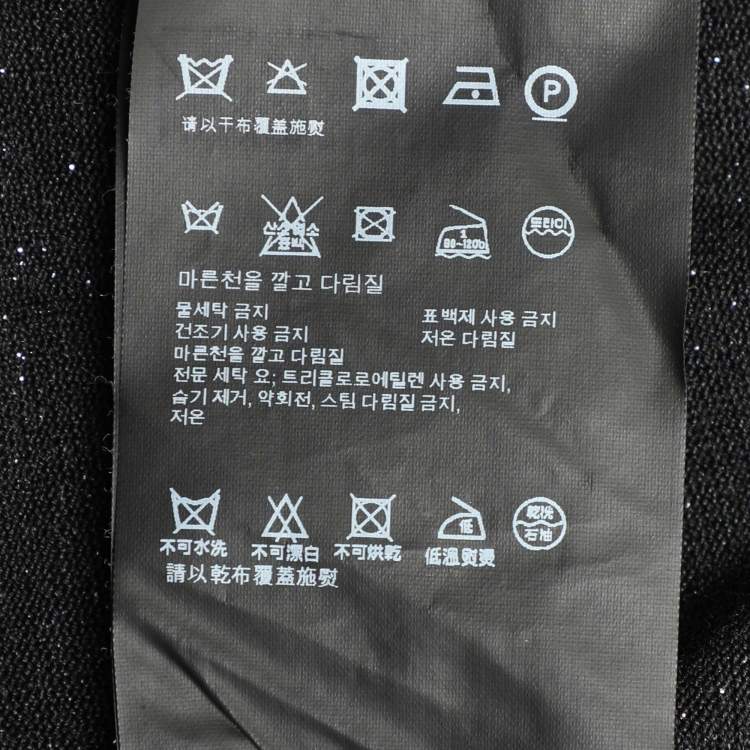 P
请以干布覆盖施熨
산소염소
표백
1
80~120℃
드라이
마른천을 깔고 다림질
물세탁 금지 표백제 사용 금지
건조기 사용 금지 저온 다림질
마른천을 깔고 다림질
전문 세탁 요; 트리클로로에틸렌 사용 금지,
습기 제거, 약회전, 스팀 다림질 금지,
저온
低 乾洗
石油
不可水洗 不可漂白 不可烘乾 低溫熨燙
請以乾布覆蓋施熨